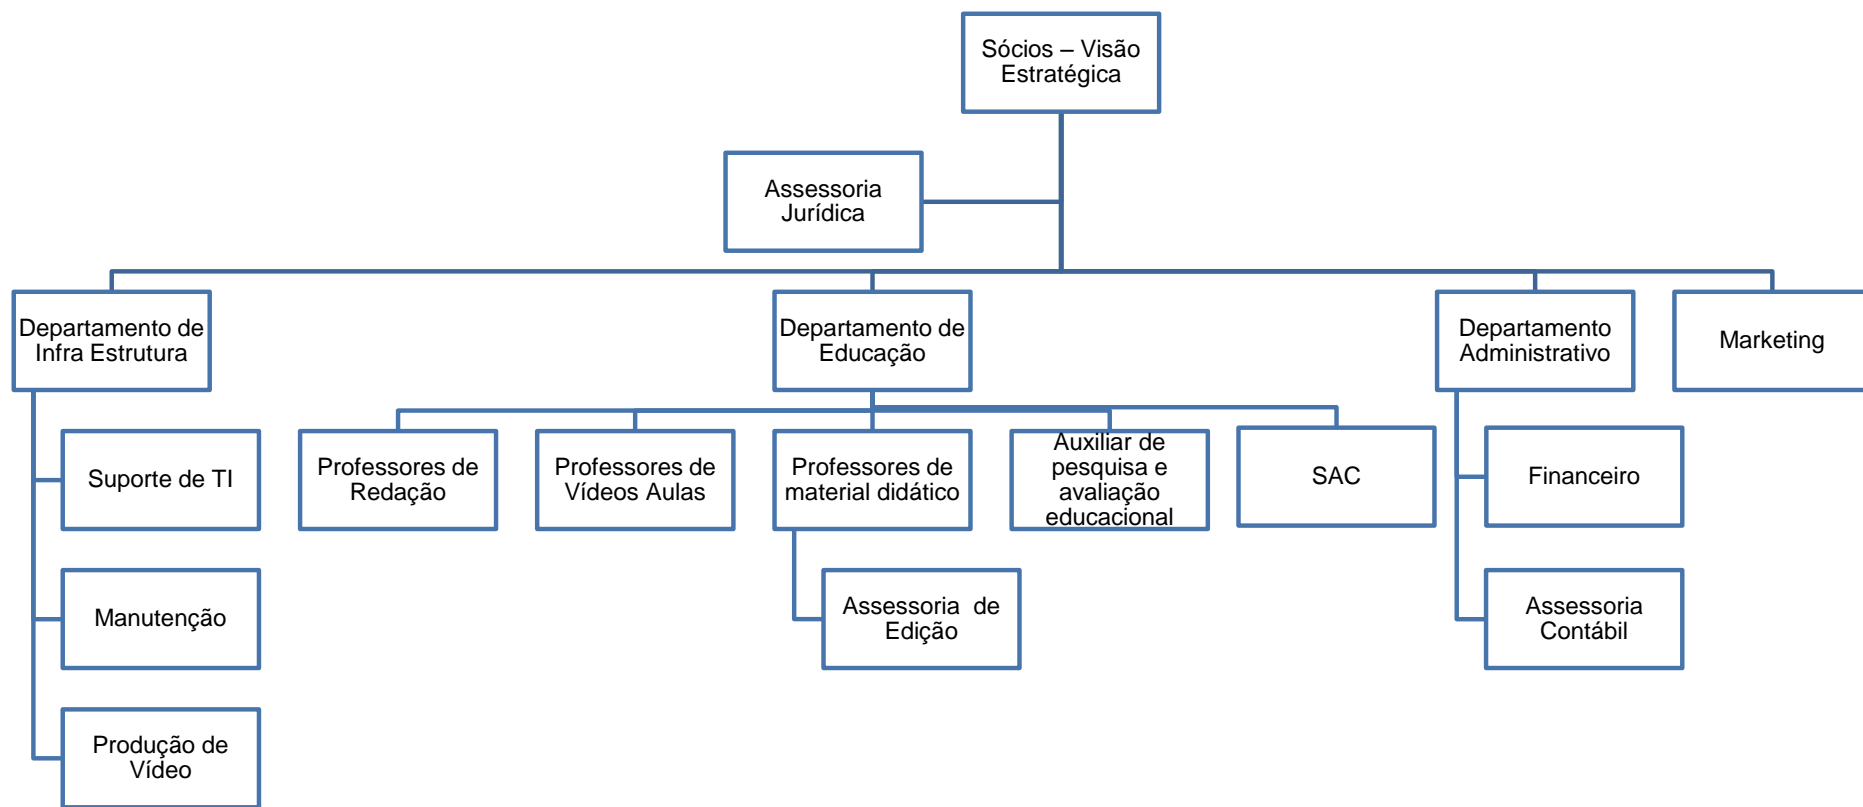 Sócios – Visão
Estratégica
Assessoria
Jurídica
Departamento de
Infra Estrutura
Departamento de
Educação
Departamento
Administrativo
Marketing
Suporte de TI
Professores de
Redação
Professores de
Vídeos Aulas
Professores de
material didático
Auxiliar de
pesquisa e
avaliação
educacional
SAC
Financeiro
Manutenção
Assessoria de
Edição
Assessoria
Contábil
Produção de
Vídeo